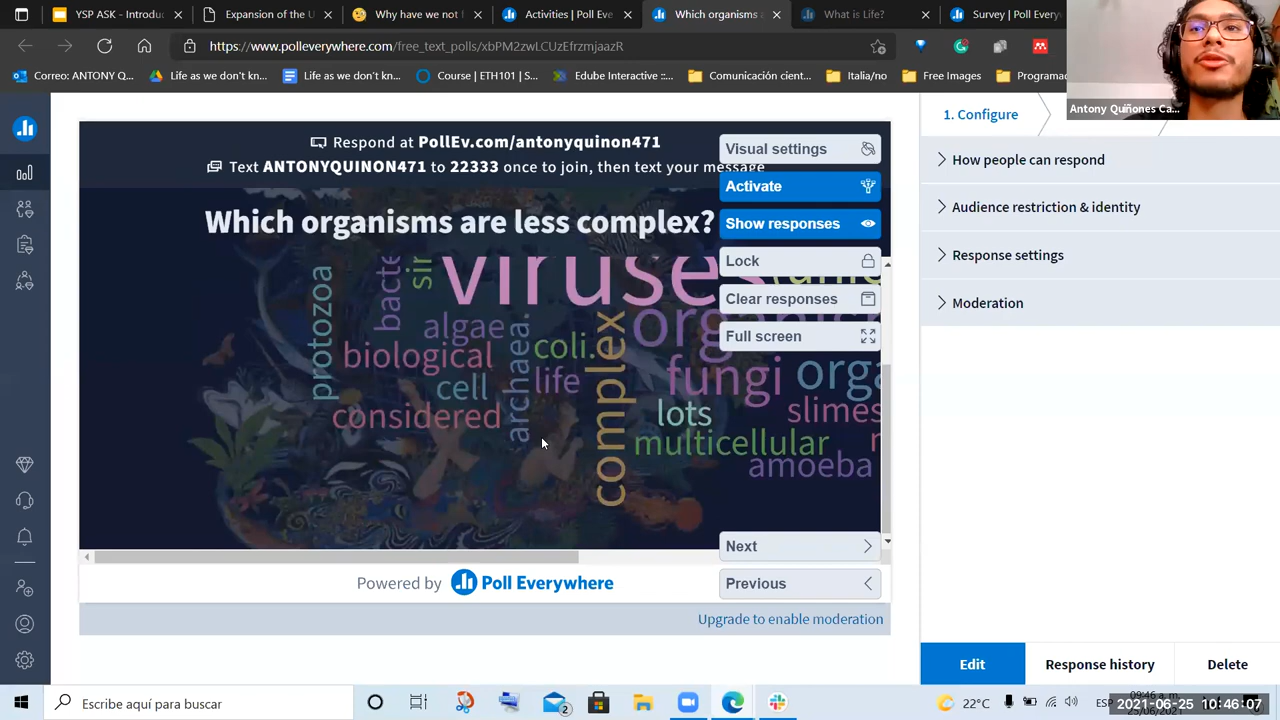 YSP ASK - Introduc
Expansion of the U
Why have we not l
Activities | Poll Eve
Which organisms a
What is Life?
Survey | Poll Every
https://www.polleverywhere.com/free_text_polls/xbPM2zwLCUzEfrzmjaazR
Correo: ANTONY Q...
Life as we don't kn...
Life as we don't kn...
Course | ETH101 | S...
Edube Interactive ::...
Comunicación cient...
Italia/no
Free Images
Programac
Antony Quiñones Ca...
Respond at PollEv.com/antonyquinon471
Text ANTONYQUINON471 to 22333 once to join, then text your message
Which organisms are less complex?
Visual settings
Activate
Show responses
Lock
Clear responses
Full screen
Next
Previous
protozoa
bacte
sin
viruses
algae
biological
cell
considered
archaea.
coli.
life
complex
organis
fungi
orga
lots
slimes
multicellular
amoeba
Powered by Poll Everywhere
Upgrade to enable moderation
1. Configure
How people can respond
Audience restriction & identity
Response settings
Moderation
Edit
Response history
Delete
Escribe aquí para buscar
2
22°C
ESP
09:46 a. m.
2021-06-25 10:46:07